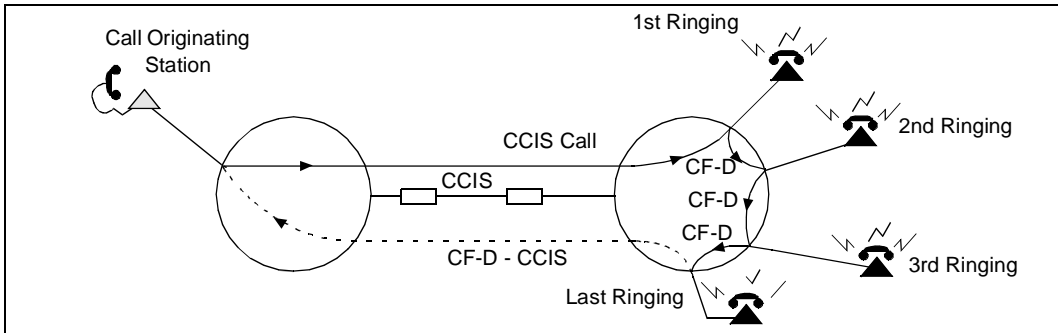 Call Originating
Station
1st Ringing
CCIS Call
2nd Ringing
CF-D
CCIS
CF-D
CF-D
CF-D - CCIS
3rd Ringing
Last Ringing